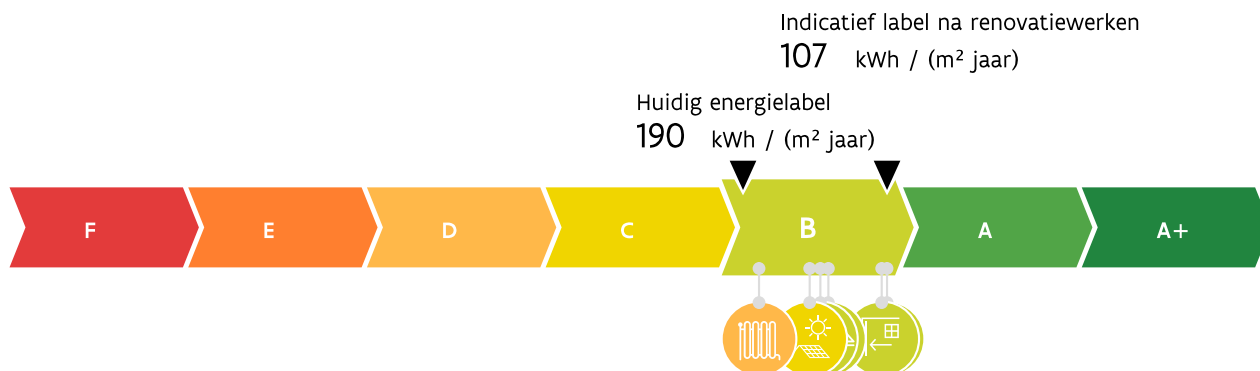 Indicatief label na renovatiewerken
107 kWh / (m² jaar)
Huidig energielabel
190 kWh / (m² jaar)
F E D C B A A+